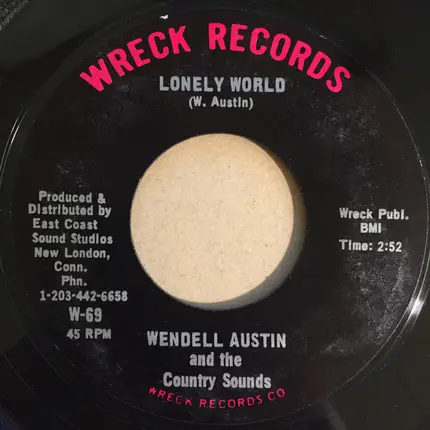 WRECK RECORDS
LONELY WORLD
(W. Austin)
Produced &
Distributed by
East Coast
Sound Studios
New London,
Conn.
Phn.
1-203-442-6658
W-69
45 RPM
Wreck Publ.
BMI
Time: 2:52
WENDELL AUSTIN
and the
Country Sounds
WRECK RECORDS CO